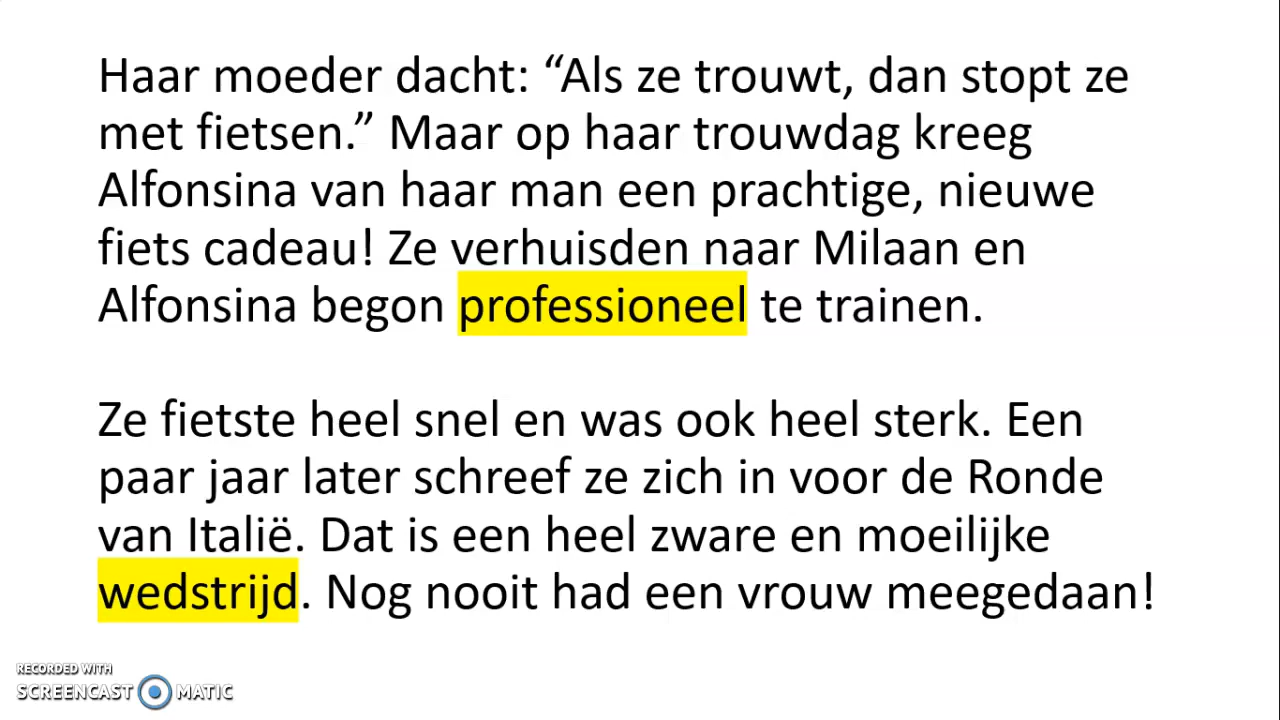 Haar moeder dacht: “Als ze trouwt, dan stopt ze
met fietsen.” Maar op haar trouwdag kreeg
Alfonsina van haar man een prachtige, nieuwe
fiets cadeau! Ze verhuisden naar Milaan en
Alfonsina begon professioneel te trainen.
Ze fietste heel snel en was ook heel sterk. Een
paar jaar later schreef ze zich in voor de Ronde
van Italië. Dat is een heel zware en moeilijke
wedstrijd. Nog nooit had een vrouw meegedaan!
RECORDED WITH
SCREENCAST MATIC